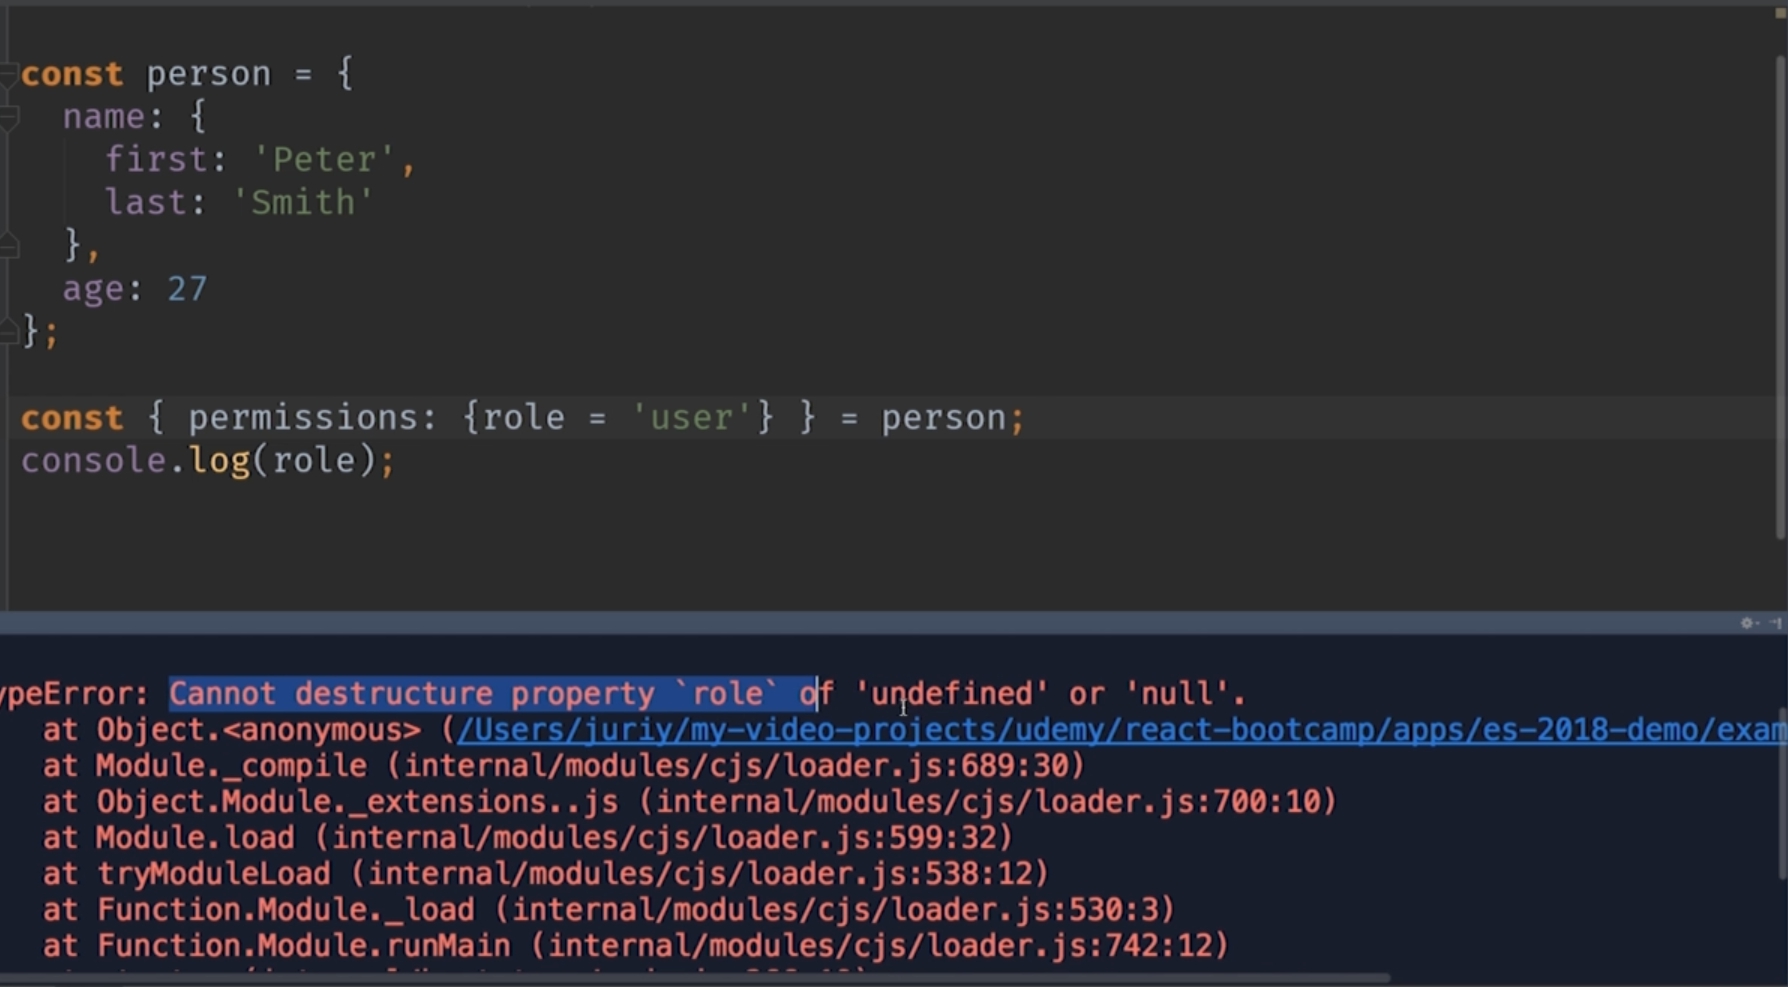 const person = {
  name: {
    first: 'Peter',
    last: 'Smith'
  },
  age: 27
};
const { permissions: {role = 'user'} } = person;
console.log(role);
ypeError: Cannot destructure property `role` of 'undefined' or 'null'.
    at Object.<anonymous> (/Users/juriy/my-video-projects/udemy/react-bootcamp/apps/es-2018-demo/exam
    at Module._compile (internal/modules/cjs/loader.js:689:30)
    at Object.Module._extensions..js (internal/modules/cjs/loader.js:700:10)
    at Module.load (internal/modules/cjs/loader.js:599:32)
    at tryModuleLoad (internal/modules/cjs/loader.js:538:12)
    at Function.Module._load (internal/modules/cjs/loader.js:530:3)
    at Function.Module.runMain (internal/modules/cjs/loader.js:742:12)